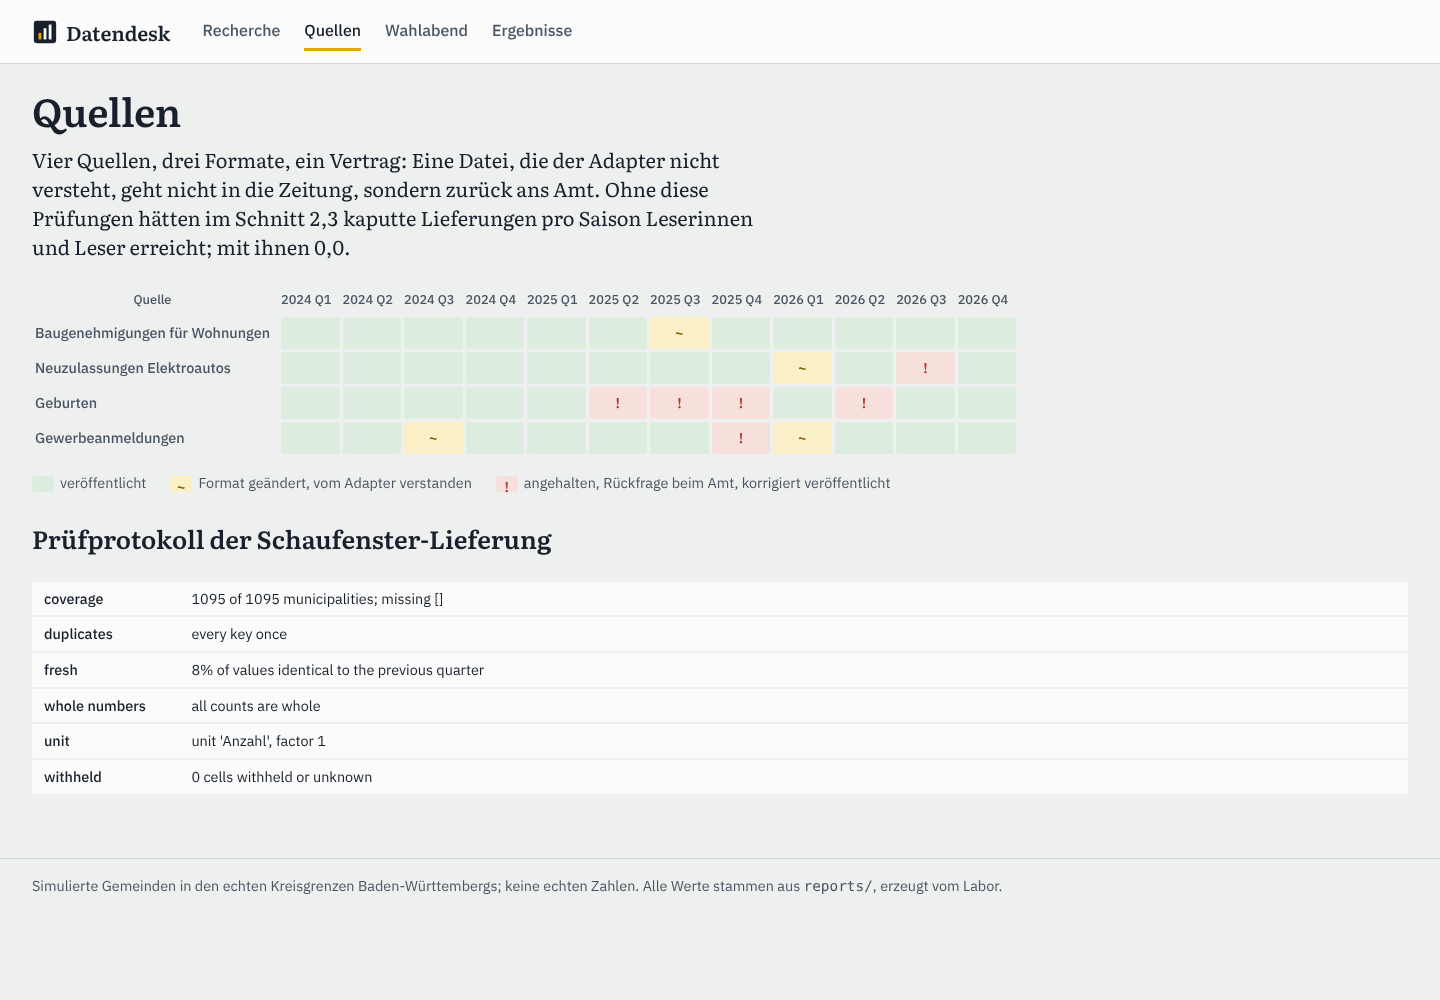 Datendesk Recherche Quellen Wahlabend Ergebnisse
Quellen
Vier Quellen, drei Formate, ein Vertrag: Eine Datei, die der Adapter nicht
versteht, geht nicht in die Zeitung, sondern zurück ans Amt. Ohne diese
Prüfungen hätten im Schnitt 2,3 kaputte Lieferungen pro Saison Leserinnen
und Leser erreicht; mit ihnen 0,0.
Quelle 2024 Q1 2024 Q2 2024 Q3 2024 Q4 2025 Q1 2025 Q2 2025 Q3 2025 Q4 2026 Q1 2026 Q2 2026 Q3 2026 Q4
Baugenehmigungen für Wohnungen ~
Neuzulassungen Elektroautos ~ !
Geburten ! ! ! !
Gewerbeanmeldungen ~ ! ~
veröffentlicht ~ Format geändert, vom Adapter verstanden ! angehalten, Rückfrage beim Amt, korrigiert veröffentlicht
Prüfprotokoll der Schaufenster-Lieferung
coverage 1095 of 1095 municipalities; missing []
duplicates every key once
fresh 8% of values identical to the previous quarter
whole numbers all counts are whole
unit unit 'Anzahl', factor 1
withheld 0 cells withheld or unknown
Simulierte Gemeinden in den echten Kreisgrenzen Baden-Württembergs; keine echten Zahlen. Alle Werte stammen aus reports/, erzeugt vom Labor.